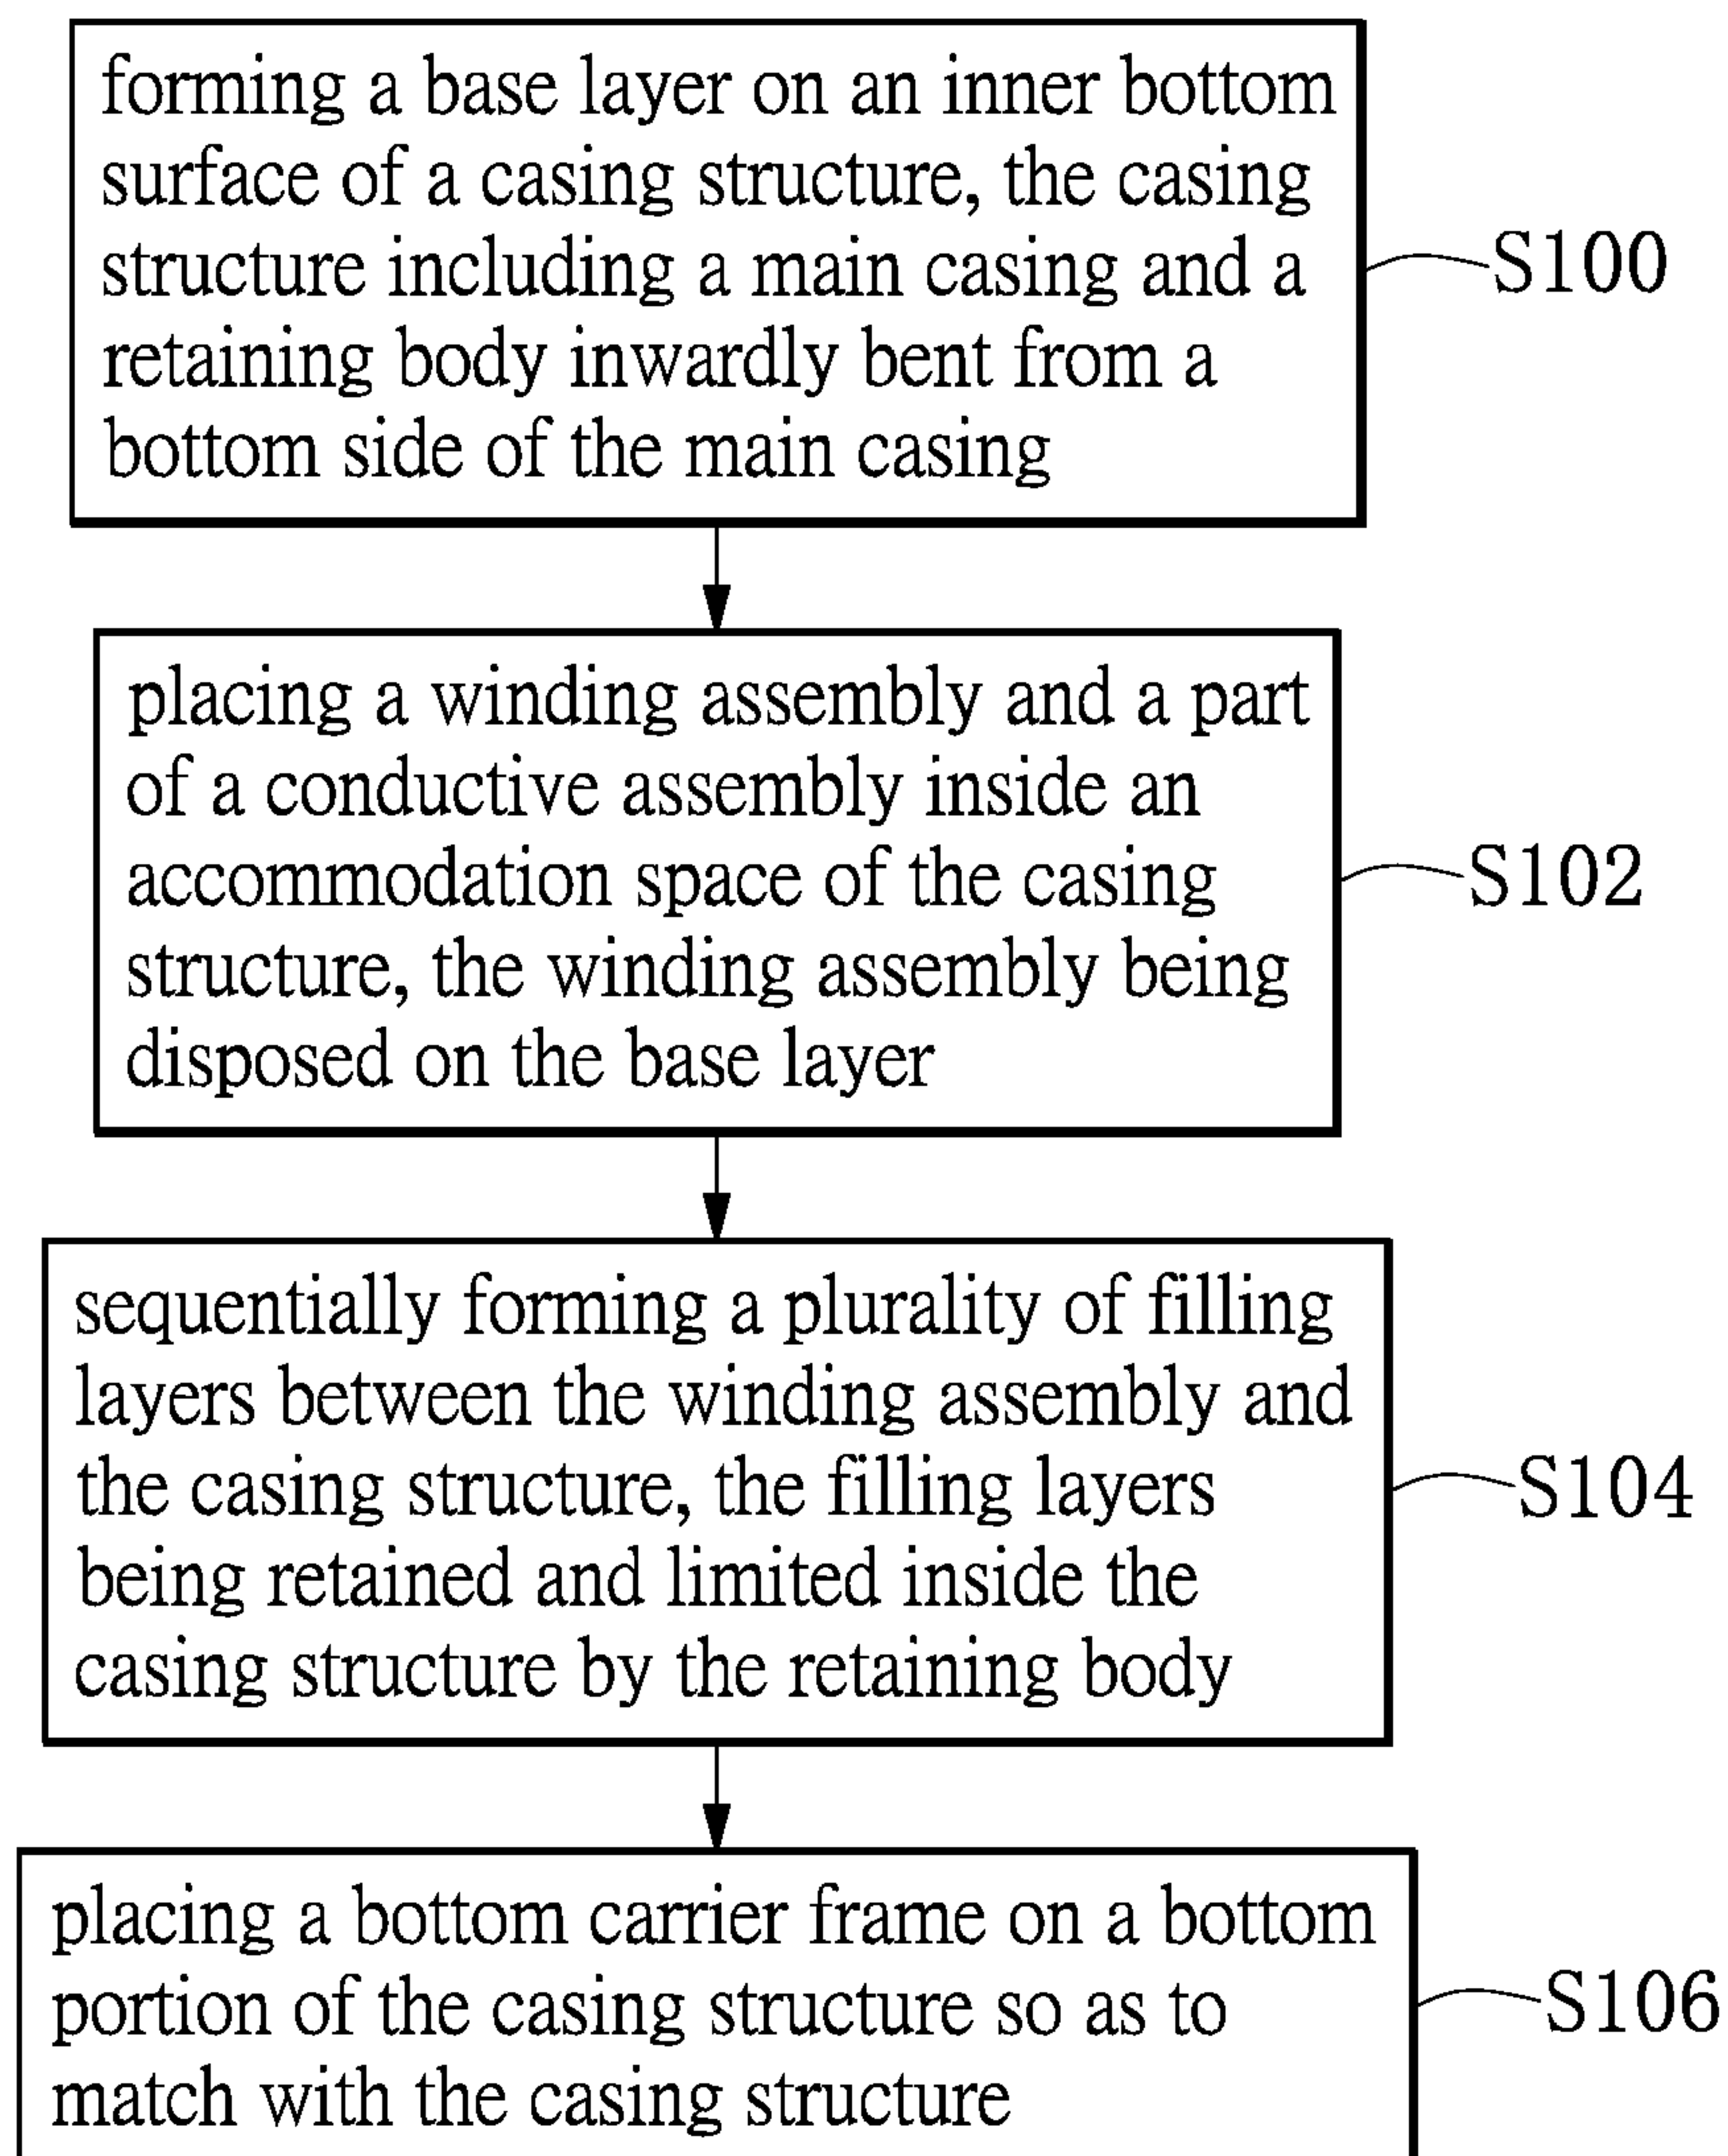 forming a base layer on an inner bottom
surface of a casing structure, the casing
structure including a main casing and a
retaining body inwardly bent from a
bottom side of the main casing
S100
placing a winding assembly and a part
of a conductive assembly inside an
accommodation space of the casing
structure, the winding assembly being
disposed on the base layer
S102
sequentially forming a plurality of filling
layers between the winding assembly and
the casing structure, the filling layers
being retained and limited inside the
casing structure by the retaining body
S104
placing a bottom carrier frame on a bottom
portion of the casing structure so as to
match with the casing structure
S106